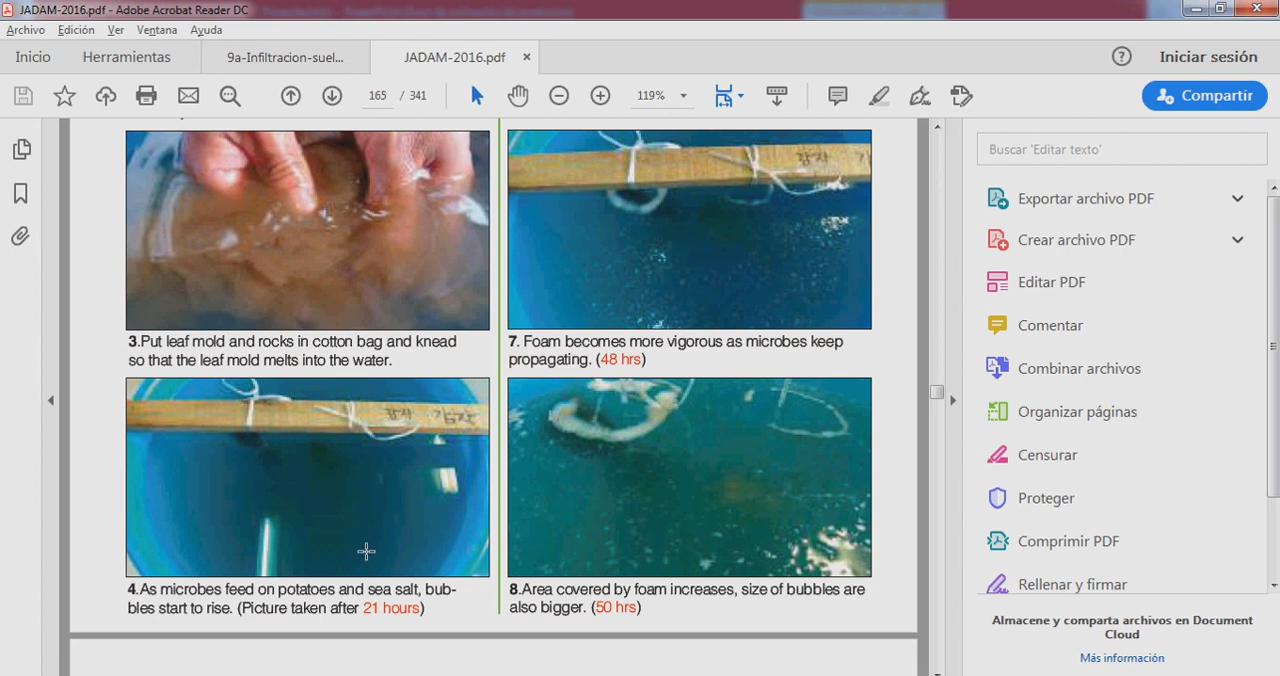 JADAM-2016.pdf - Adobe Acrobat Reader DC
Archivo Edición Ver Ventana Ayuda
Inicio Herramientas 9a-Infiltracion-suel... JADAM-2016.pdf × Iniciar sesión
165 / 341 119% Compartir
Buscar 'Editar texto'
Exportar archivo PDF
Crear archivo PDF
Editar PDF
Comentar
Combinar archivos
Organizar páginas
Censurar
Proteger
Comprimir PDF
Rellenar y firmar
Almacene y comparta archivos en Document
Cloud
Más información
감자
3.Put leaf mold and rocks in cotton bag and knead
so that the leaf mold melts into the water.
감자
4.As microbes feed on potatoes and sea salt, bub-
bles start to rise. (Picture taken after 21 hours)
7. Foam becomes more vigorous as microbes keep
propagating. (48 hrs)
8.Area covered by foam increases, size of bubbles are
also bigger. (50 hrs)